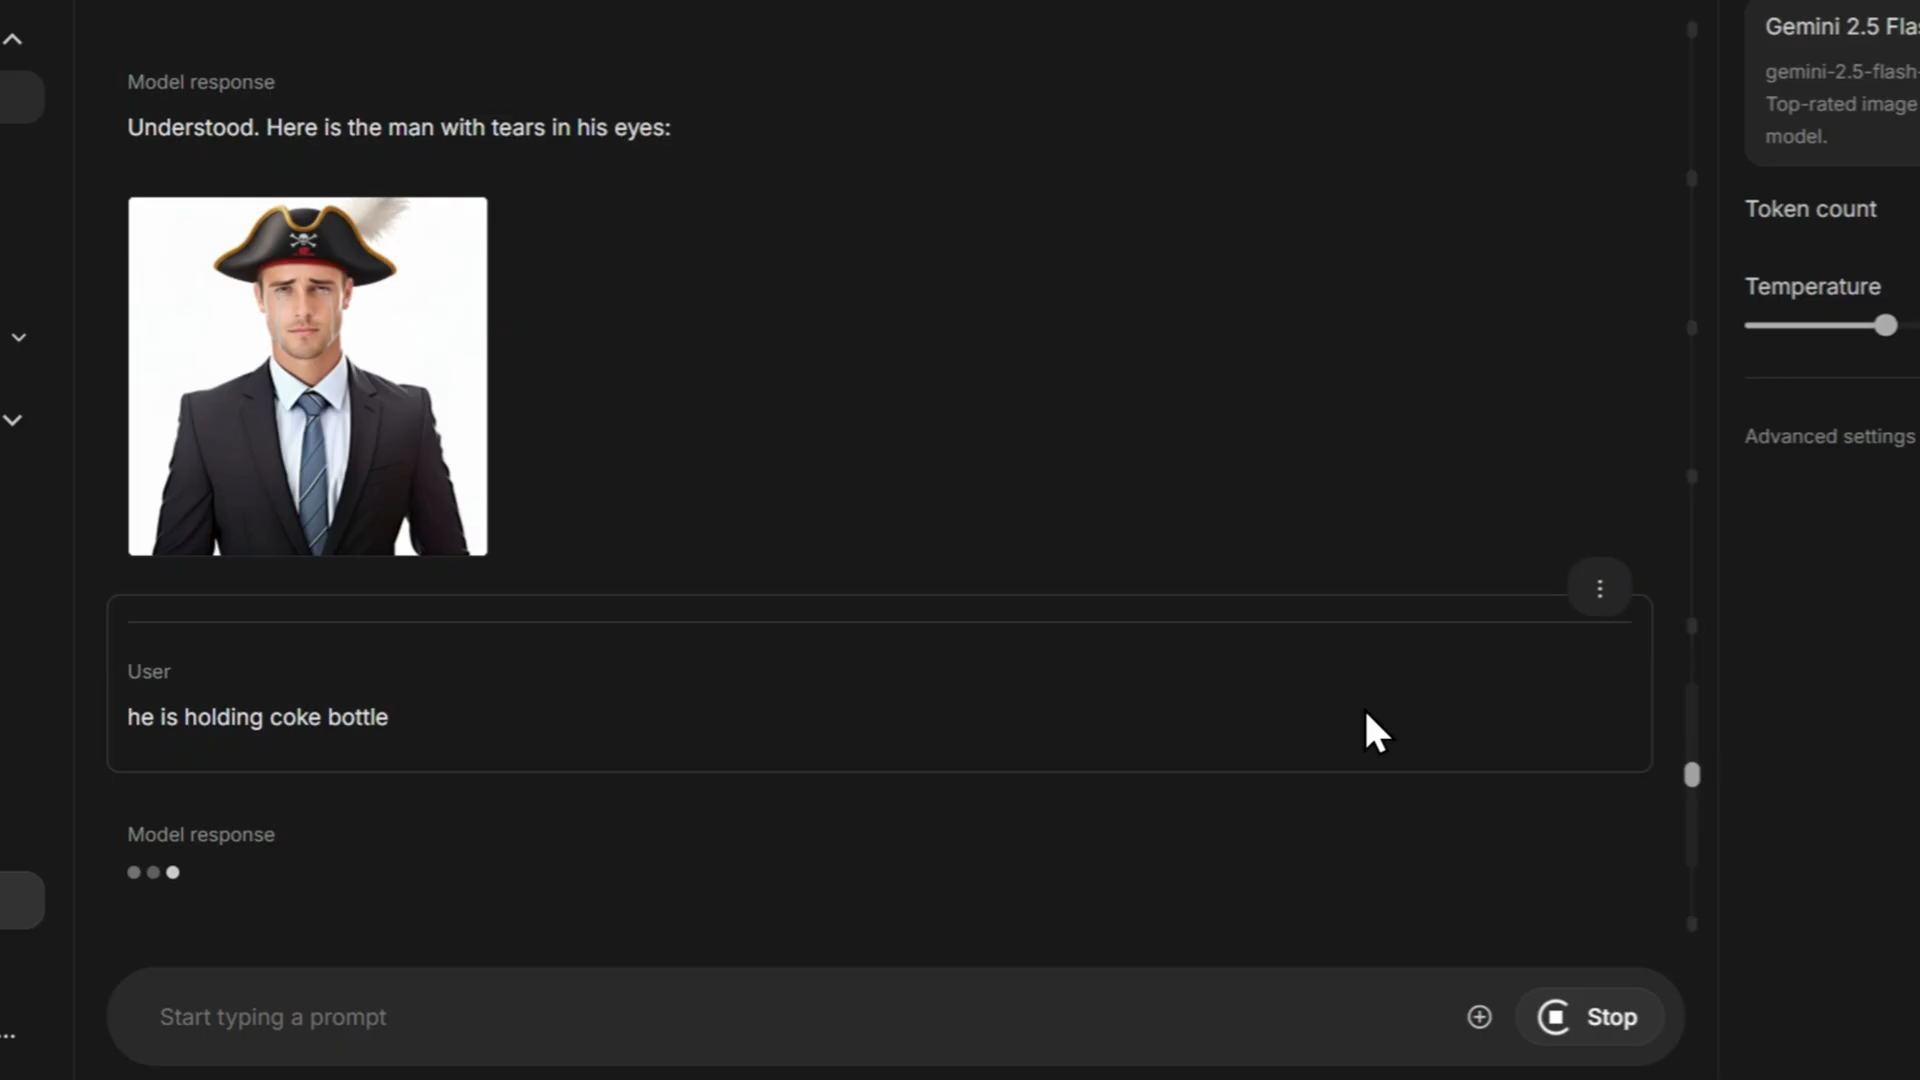 Model response
Understood. Here is the man with tears in his eyes:
User
he is holding coke bottle
Model response
Start typing a prompt
Stop
Gemini 2.5
gemini-2.5-flash-
Top-rated image
model.
Token count
Temperature
Advanced settings